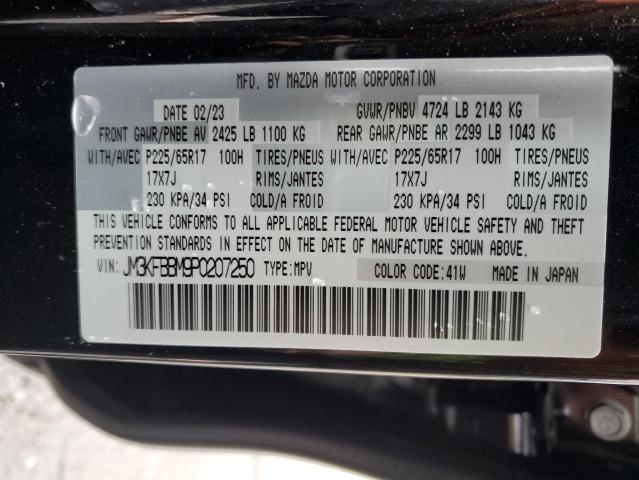 MFD. BY MAZDA MOTOR CORPORATION
DATE 02/23 GVWR/PNBV 4724 LB 2143 KG
FRONT GAWR/PNBE AV 2425 LB 1100 KG REAR GAWR/PNBE AR 2299 LB 1043 KG
WITH/AVEC P225/65R17 100H TIRES/PNEUS WITH/AVEC P225/65R17 100H TIRES/PNEUS
17X7J RIMS/JANTES 17X7J RIMS/JANTES
230 KPA/34 PSI COLD/A FROID 230 KPA/34 PSI COLD/A FROID
THIS VEHICLE CONFORMS TO ALL APPLICABLE FEDERAL MOTOR VEHICLE SAFETY AND THEFT
PREVENTION STANDARDS IN EFFECT ON THE DATE OF MANUFACTURE SHOWN ABOVE.
VIN: JM3KFBBM9P0207250 TYPE:MPV COLOR CODE:41W MADE IN JAPAN